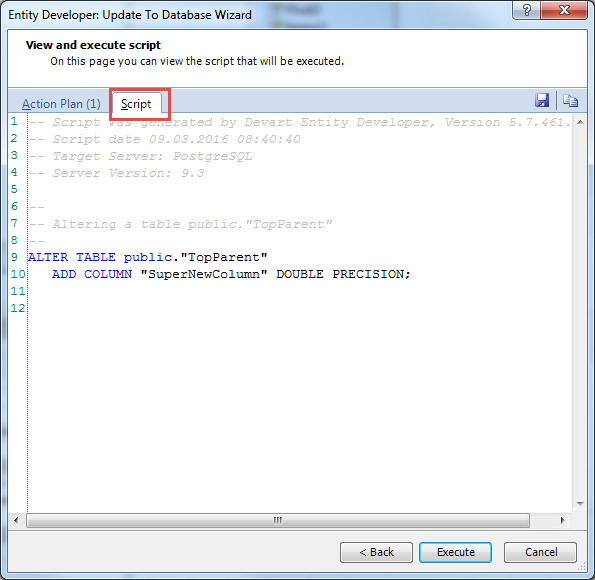 Entity Developer: Update To Database Wizard
?
View and execute script
On this page you can view the script that will be executed.
Action Plan (1) Script
1 -- Script was generated by Devart Entity Developer, Version 5.7.461.
2 -- Script date 09.03.2016 08:40:40
3 -- Target Server: PostgreSQL
4 -- Server Version: 9.3
5
6 --
7 -- Altering a table public."TopParent"
8 --
9 ALTER TABLE public."TopParent"
10 ADD COLUMN "SuperNewColumn" DOUBLE PRECISION;
11
12
< Back Execute Cancel